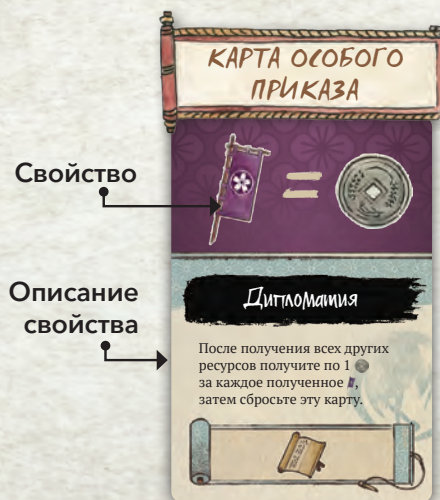 КАРТА ОСОБОГО
ПРИКАЗА
Свойство
Описание
свойства
Дипломатия
После получения всех других
ресурсов получите по 1
за каждое полученное ,
затем сбросьте эту карту.